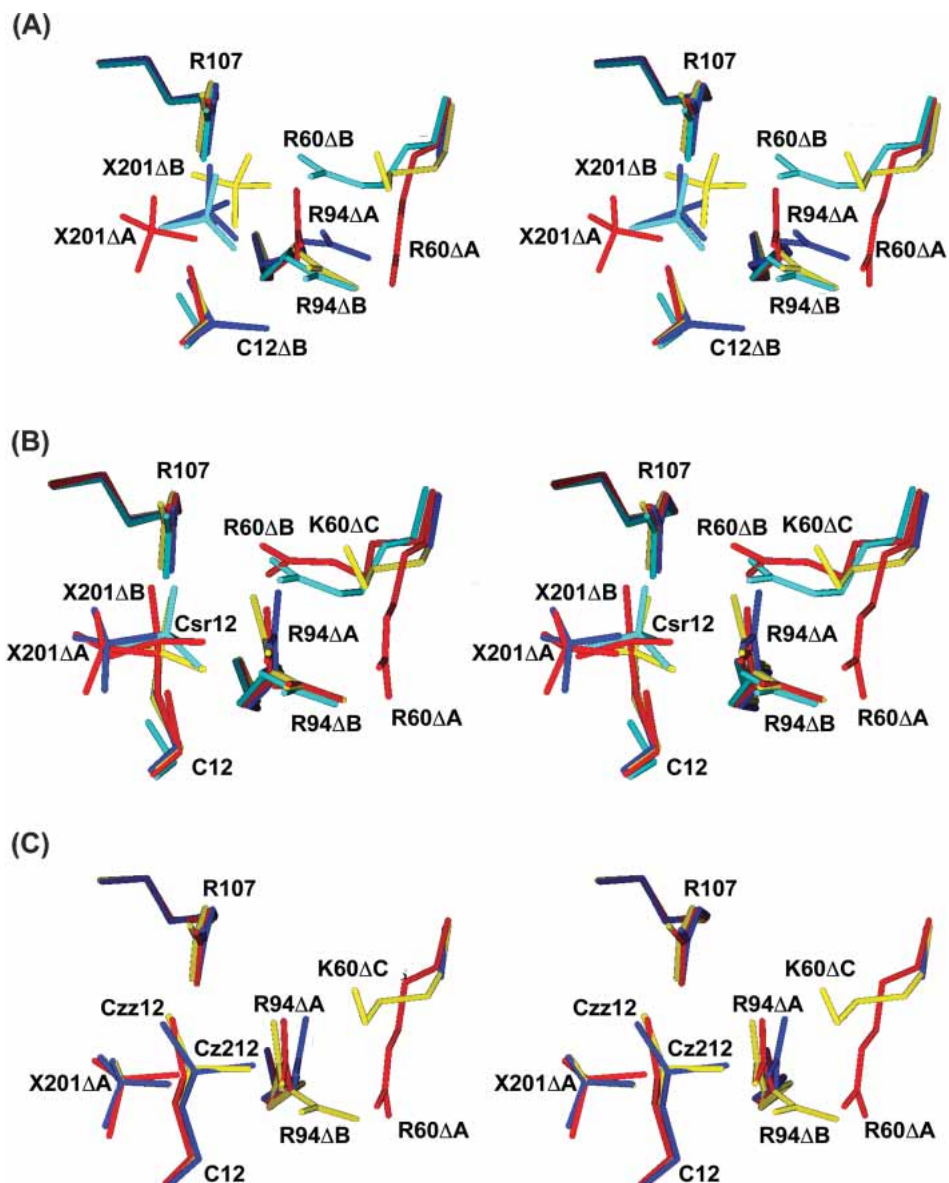 (A)
R107 R107
R60ΔB R60ΔB
X201ΔB X201ΔB
R94ΔA R94ΔA
X201ΔA R60ΔA X201ΔA R60ΔA
R94ΔB R94ΔB
C12ΔB C12ΔB
(B)
R107 R107
R60ΔB K60ΔC R60ΔB K60ΔC
X201ΔB X201ΔB
Csr12 Csr12
X201ΔA R94ΔA X201ΔA R94ΔA
R94ΔB R60ΔA R94ΔB R60ΔA
C12 C12
(C)
R107 R107
K60ΔC K60ΔC
Czz12 R94ΔA Czz12 R94ΔA
Cz212 Cz212
X201ΔA X201ΔA
R94ΔB R60ΔA R94ΔB R60ΔA
C12 C12